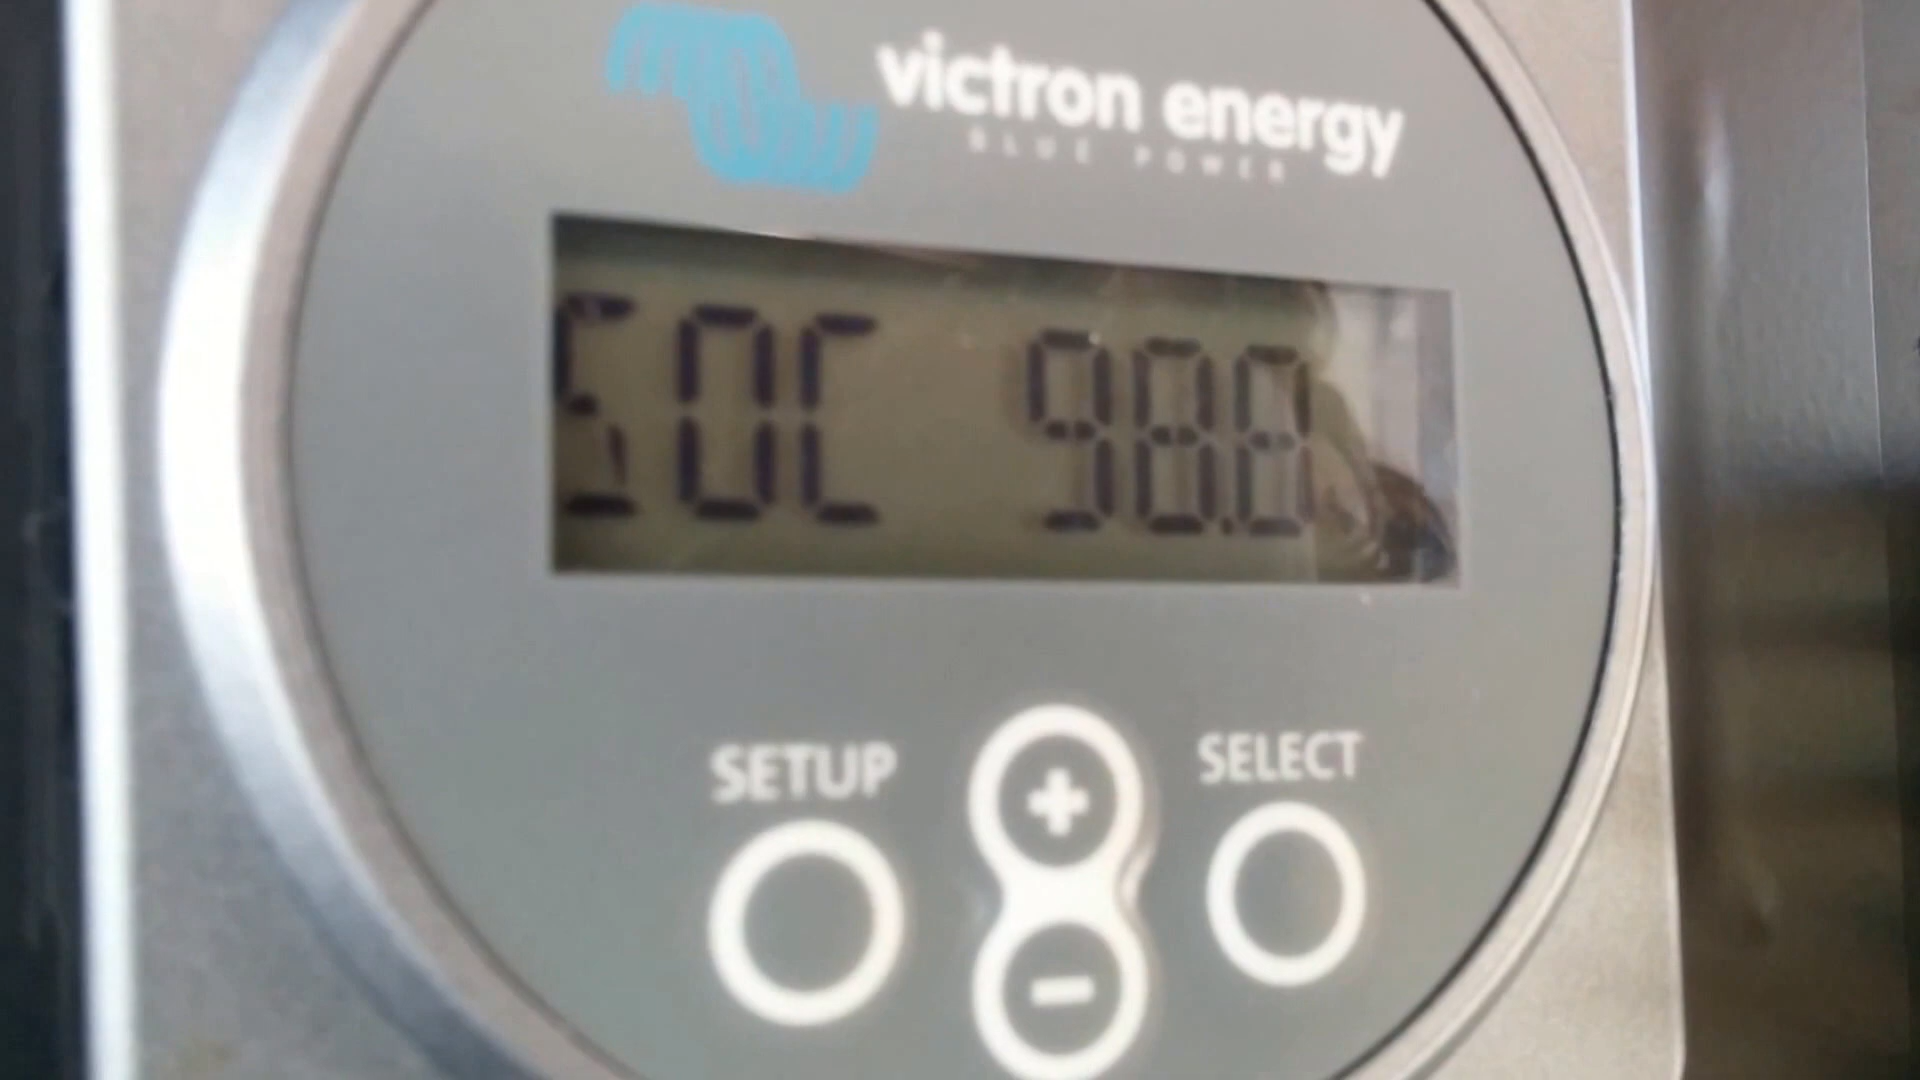 victron energy
BLUE POWER
SOC 98.8
SETUP
+
SELECT
-